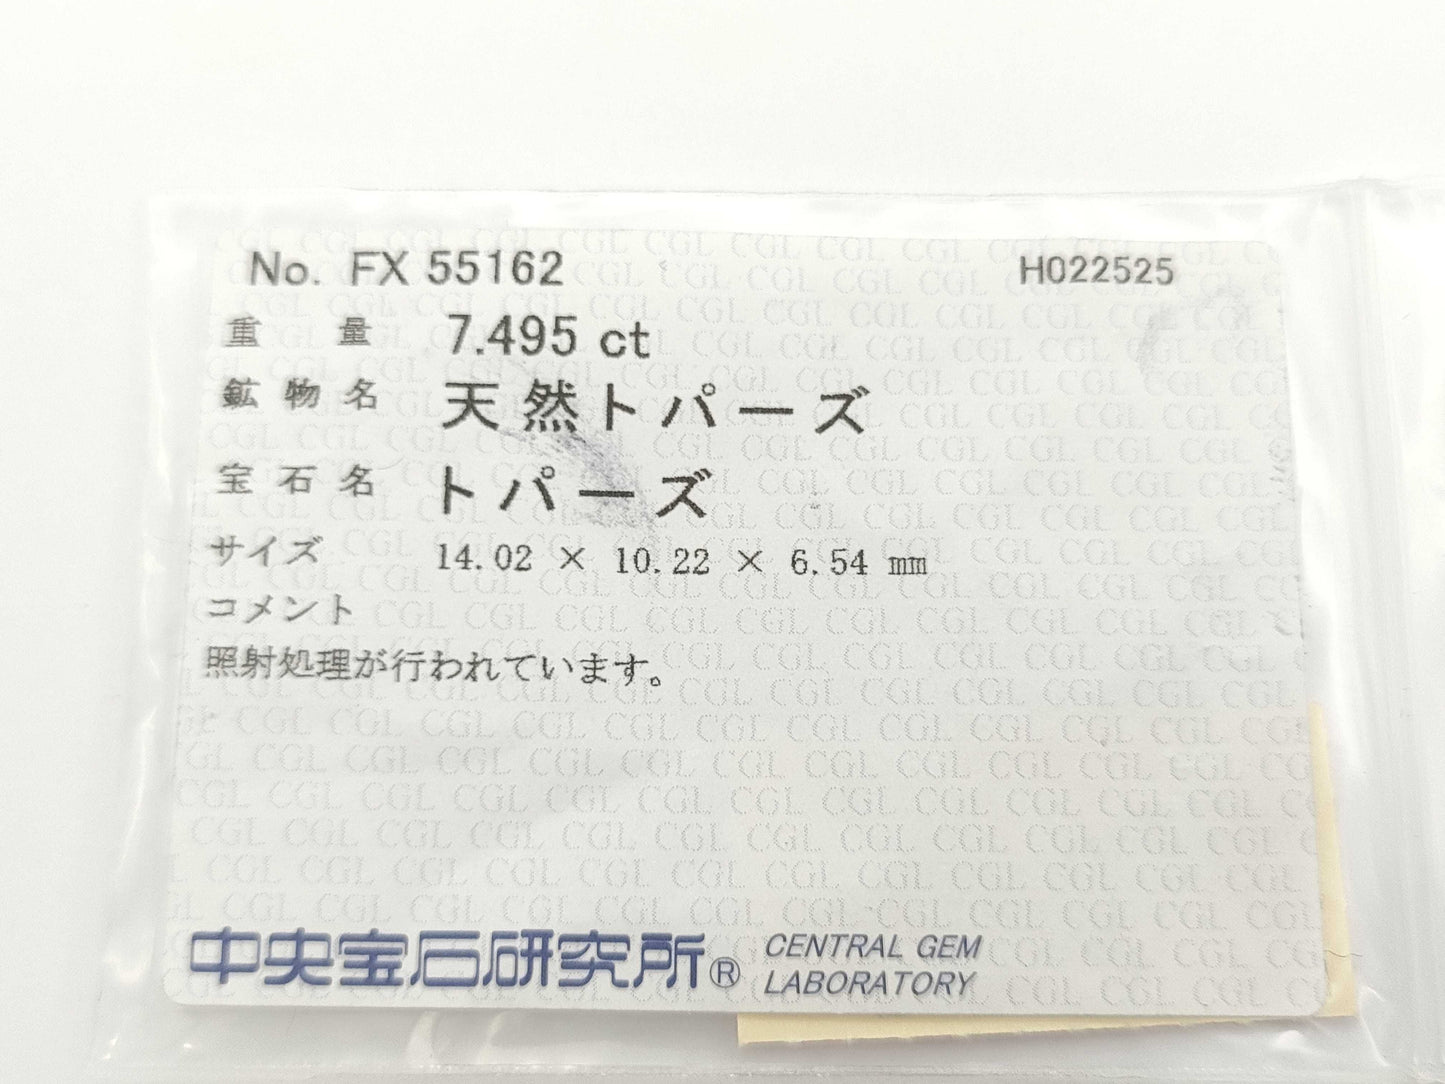 No. FX 55162 H022525
重量 7.495 ct
鉱物名 天然トパーズ
宝石名 トパーズ
サイズ 14.02 × 10.22 × 6.54 mm
コメント
照射処理が行われています。
中央宝石研究所® CENTRAL GEM
LABORATORY